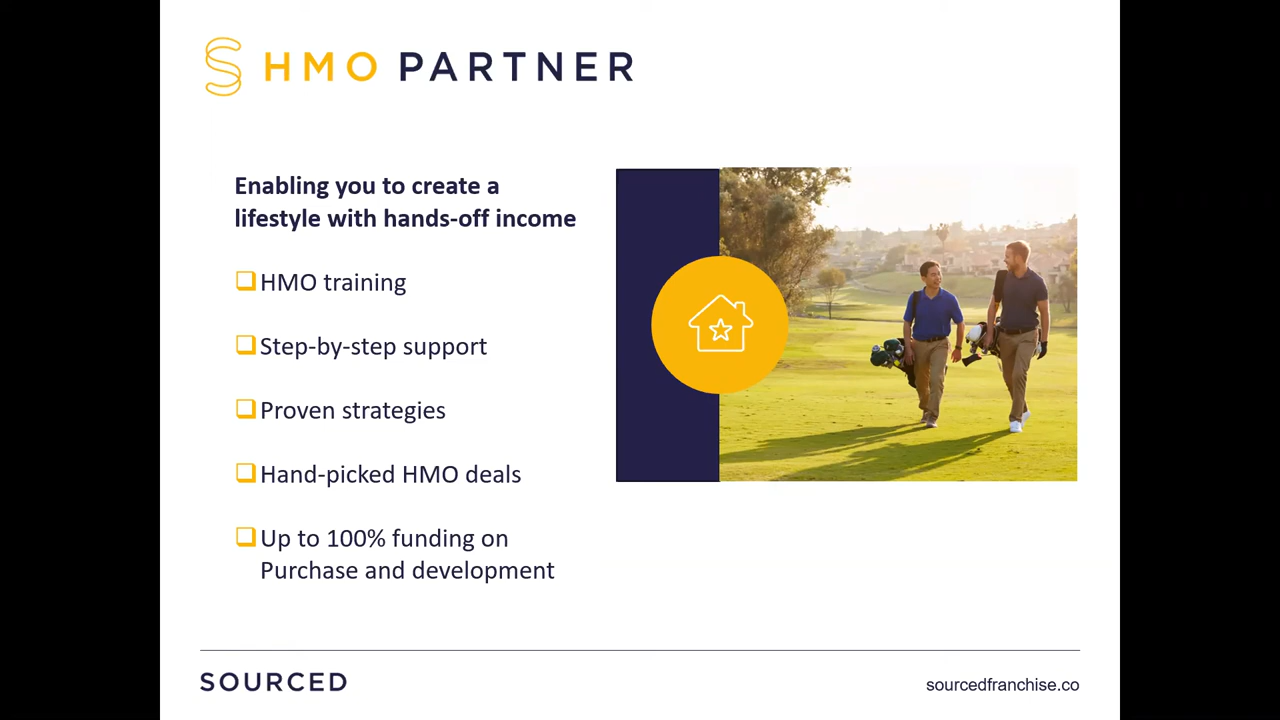 HMO PARTNER
Enabling you to create a
lifestyle with hands-off income
HMO training
Step-by-step support
Proven strategies
Hand-picked HMO deals
Up to 100% funding on
Purchase and development
SOURCED
sourcedfranchise.co